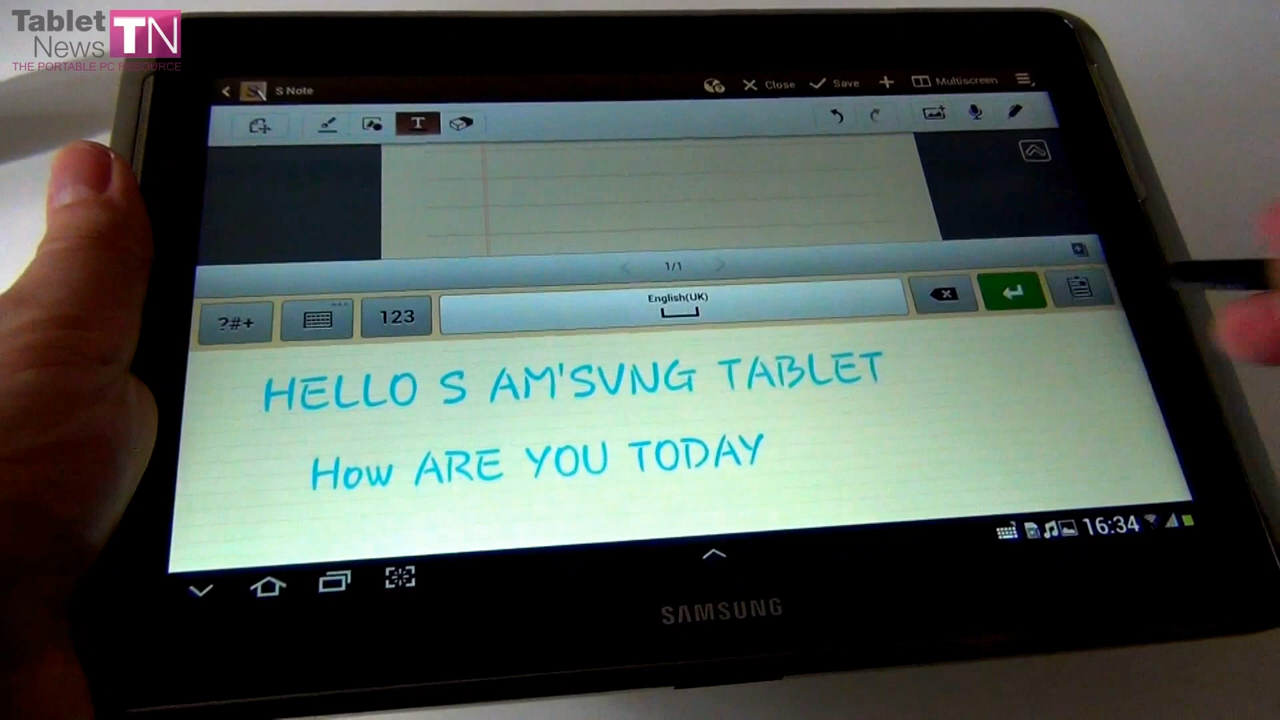 Tablet
News TN
THE PORTABLE PC RESOURCE
S Note Close Save Multiscreen
T
1/1
?#+ 123 English(UK)
HELLO S AM'SVNG TABLET
How ARE YOU TODAY
16:34
SAMSUNG